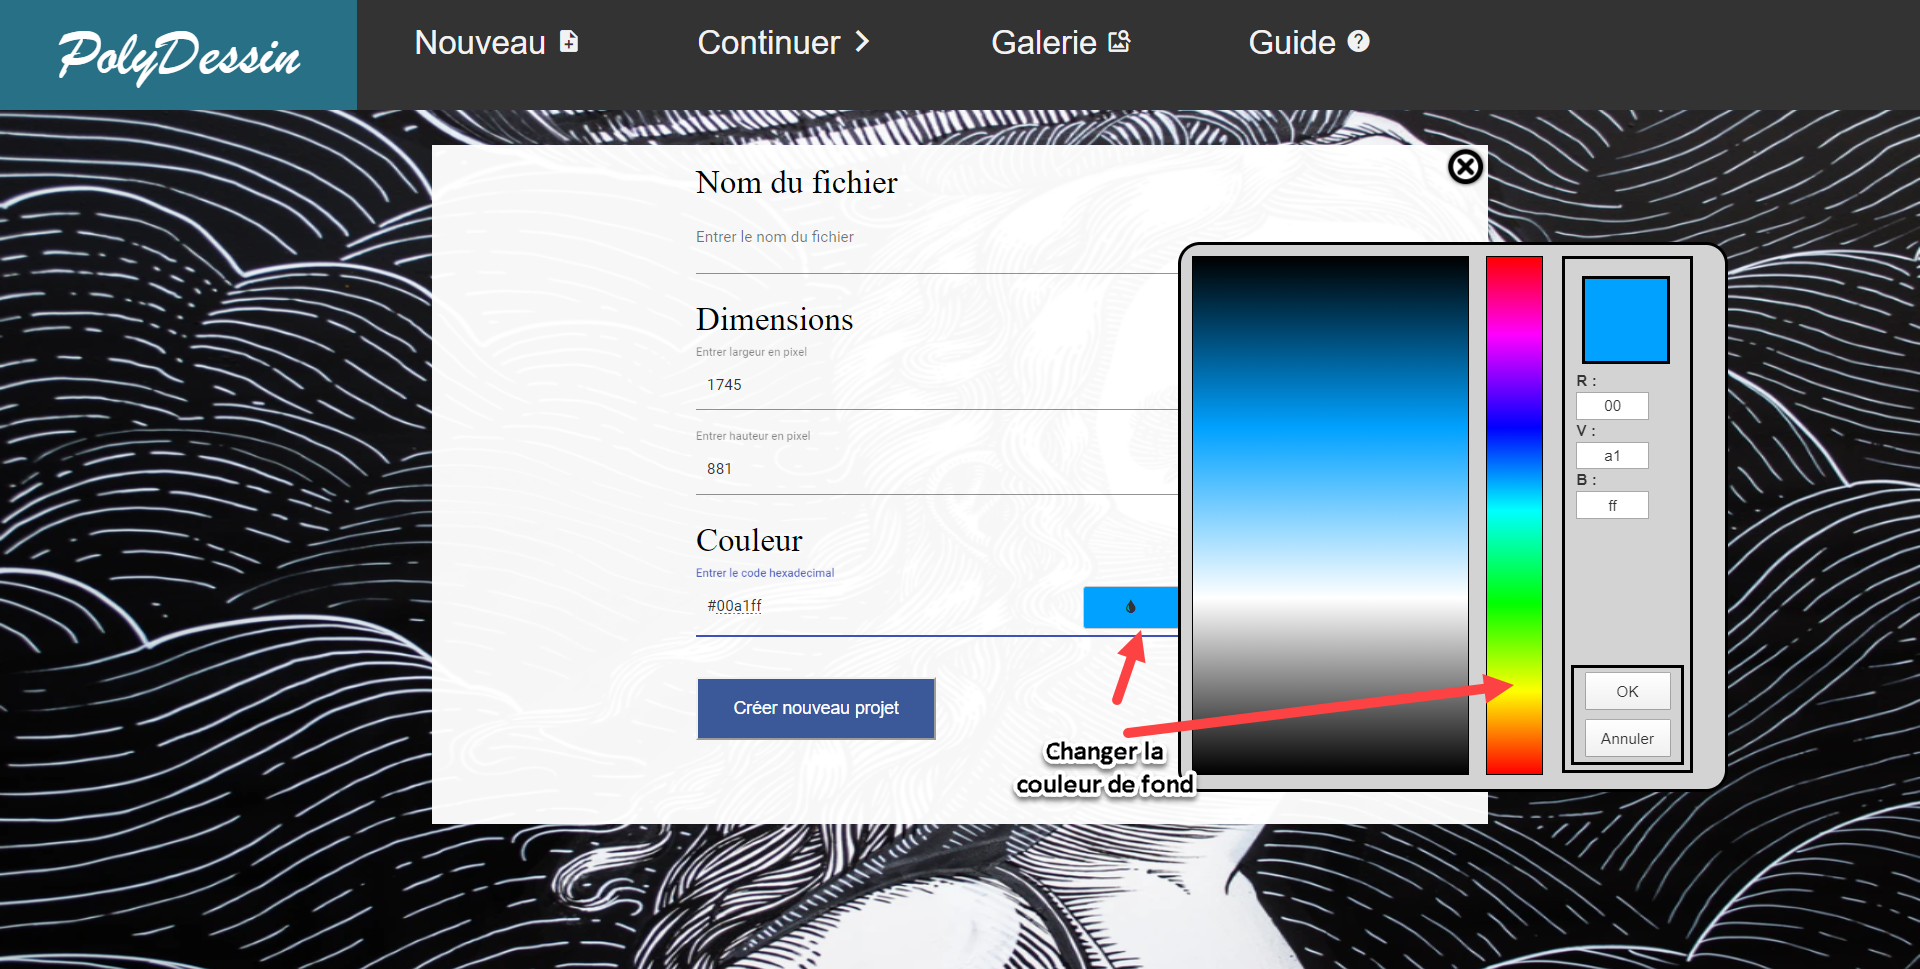 PolyDessin
Nouveau
Continuer
Galerie
Guide
Nom du fichier
Entrer le nom du fichier
Dimensions
Entrer largeur en pixel
1745
Entrer hauteur en pixel
881
Couleur
Entrer le code hexadecimal
#00a1ff
Créer nouveau projet
Changer la
couleur de fond
R :
00
V :
a1
B :
ff
OK
Annuler